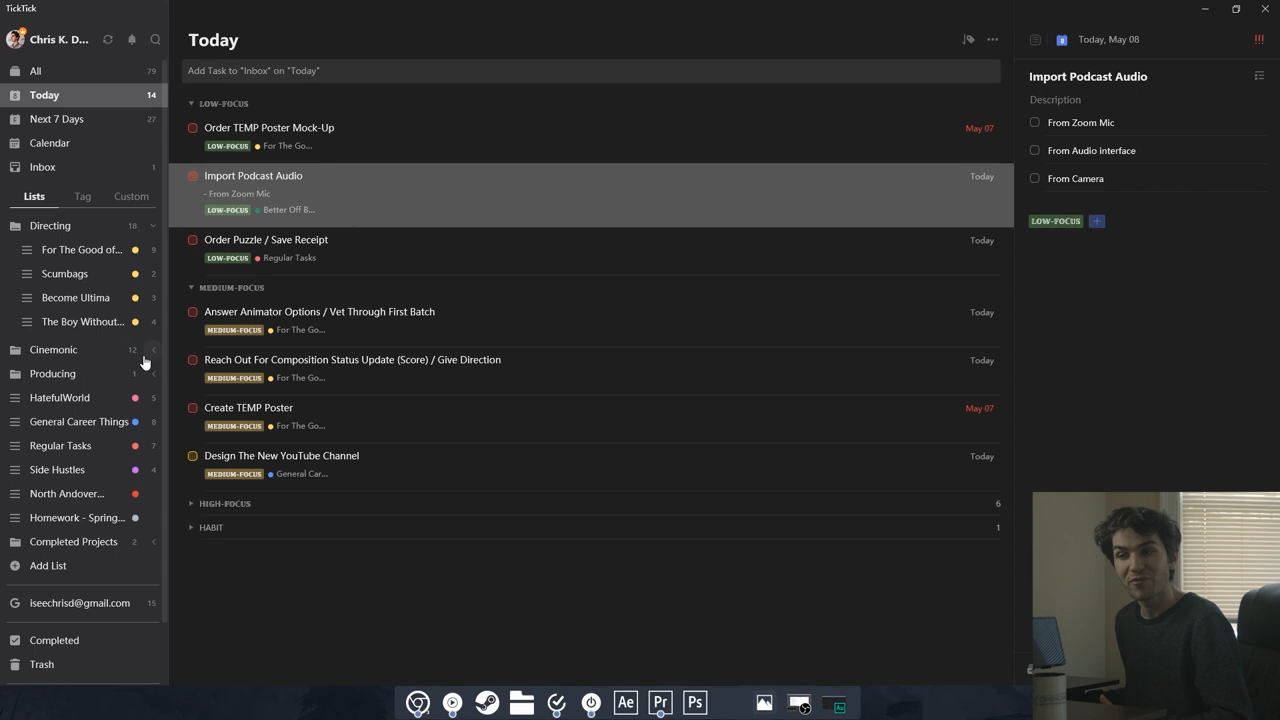 TickTick
Chris K. D...
All 79
Today 14
Next 7 Days 27
Calendar
Inbox 1
Lists Tag Custom
Directing 18
For The Good of... 9
Scumbags 2
Become Ultima 3
The Boy Without... 4
Cinemonic 12
Producing 1
HatefulWorld 5
General Career Things 8
Regular Tasks 7
Side Hustles 4
North Andover...
Homework - Spring...
Completed Projects 2
Add List
iseechrisd@gmail.com 15
Completed
Trash
Today
Add Task to "Inbox" on "Today"
LOW-FOCUS
Order TEMP Poster Mock-Up May 07
LOW-FOCUS For The Go...
Import Podcast Audio Today
- From Zoom Mic
LOW-FOCUS Better Off B...
Order Puzzle / Save Receipt Today
LOW-FOCUS Regular Tasks
MEDIUM-FOCUS
Answer Animator Options / Vet Through First Batch Today
MEDIUM-FOCUS For The Go...
Reach Out For Composition Status Update (Score) / Give Direction Today
MEDIUM-FOCUS For The Go...
Create TEMP Poster May 07
MEDIUM-FOCUS For The Go...
Design The New YouTube Channel Today
MEDIUM-FOCUS General Car...
HIGH-FOCUS 6
HABIT 1
Today, May 08 !!!
Import Podcast Audio
Description
From Zoom Mic
From Audio interface
From Camera
LOW-FOCUS +
Ae Pr Ps